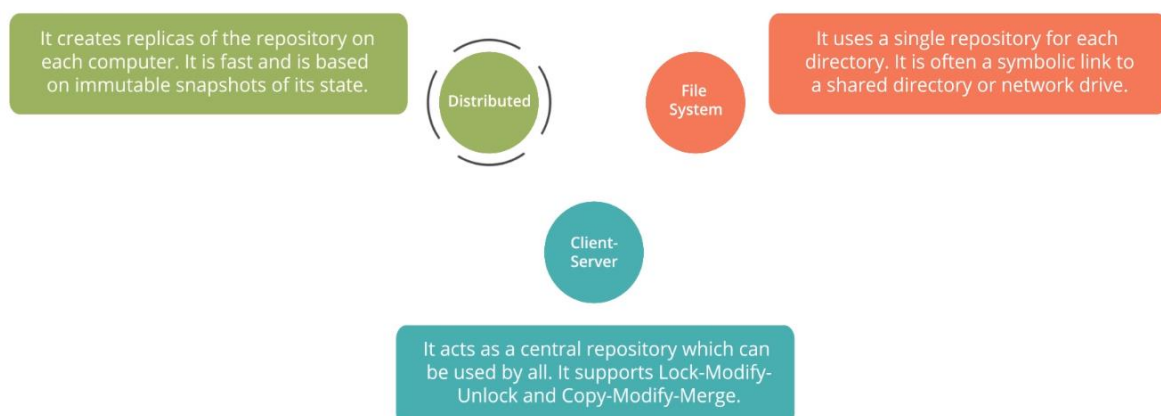 It creates replicas of the repository on
each computer. It is fast and is based
on immutable snapshots of its state.
Distributed
File
System
It uses a single repository for each
directory. It is often a symbolic link to
a shared directory or network drive.
Client-
Server
It acts as a central repository which can
be used by all. It supports Lock-Modify-
Unlock and Copy-Modify-Merge.